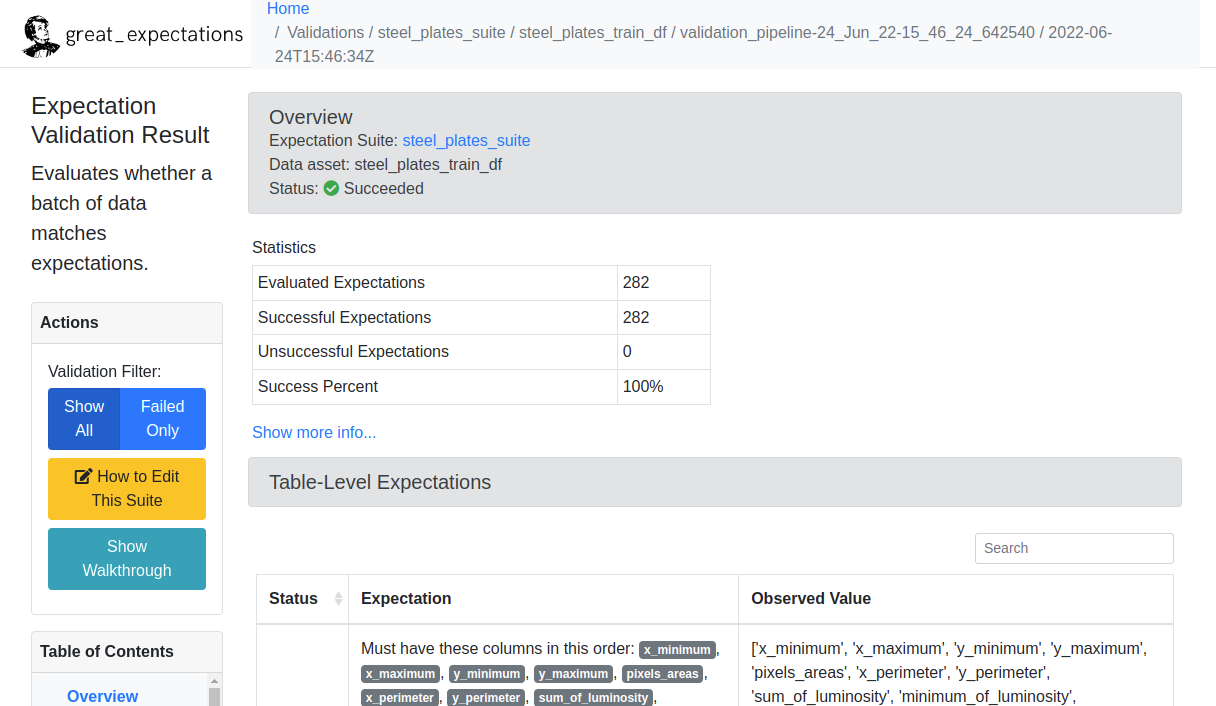 great_expectations
Home
/ Validations / steel_plates_suite / steel_plates_train_df / validation_pipeline-24_Jun_22-15_46_24_642540 / 2022-06-
24T15:46:34Z
Expectation
Validation Result
Evaluates whether a
batch of data
matches
expectations.
Actions
Validation Filter:
Show
All
Failed
Only
How to Edit
This Suite
Show
Walkthrough
Table of Contents
Overview
Overview
Expectation Suite: steel_plates_suite
Data asset: steel_plates_train_df
Status: Succeeded
Statistics
Evaluated Expectations 282
Successful Expectations 282
Unsuccessful Expectations 0
Success Percent 100%
Show more info...
Table-Level Expectations
Search
Status Expectation Observed Value
Must have these columns in this order: x_minimum,
x_maximum, y_minimum, y_maximum, pixels_areas,
x_perimeter, y_perimeter, sum_of_luminosity,
['x_minimum', 'x_maximum', 'y_minimum', 'y_maximum',
'pixels_areas', 'x_perimeter', 'y_perimeter',
'sum_of_luminosity', 'minimum_of_luminosity',